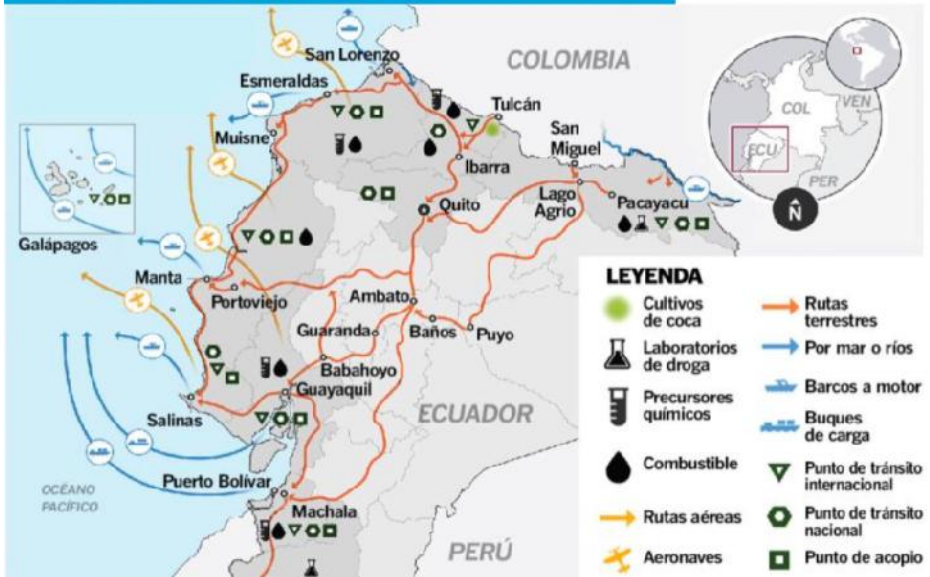 COLOMBIA
San Lorenzo
Esmeraldas
Tulcán
Muisne
San
Miguel
Ibarra
Lago
Agrio
Quito
Pacayacu
Galápagos
Manta
Portoviejo
Ambato
Guaranda
Baños
Puyo
Babahoyo
Guayaquil
Salinas
ECUADOR
Puerto Bolívar
OCÉANO
PACÍFICO
Machala
PERÚ
COL
VEN
ECU
PER
N
LEYENDA
Cultivos
de coca
Laboratorios
de droga
Precursores
químicos
Combustible
Rutas aéreas
Aeronaves
Rutas
terrestres
Por mar o ríos
Barcos a motor
Buques
de carga
Punto de tránsito
internacional
Punto de tránsito
nacional
Punto de acopio